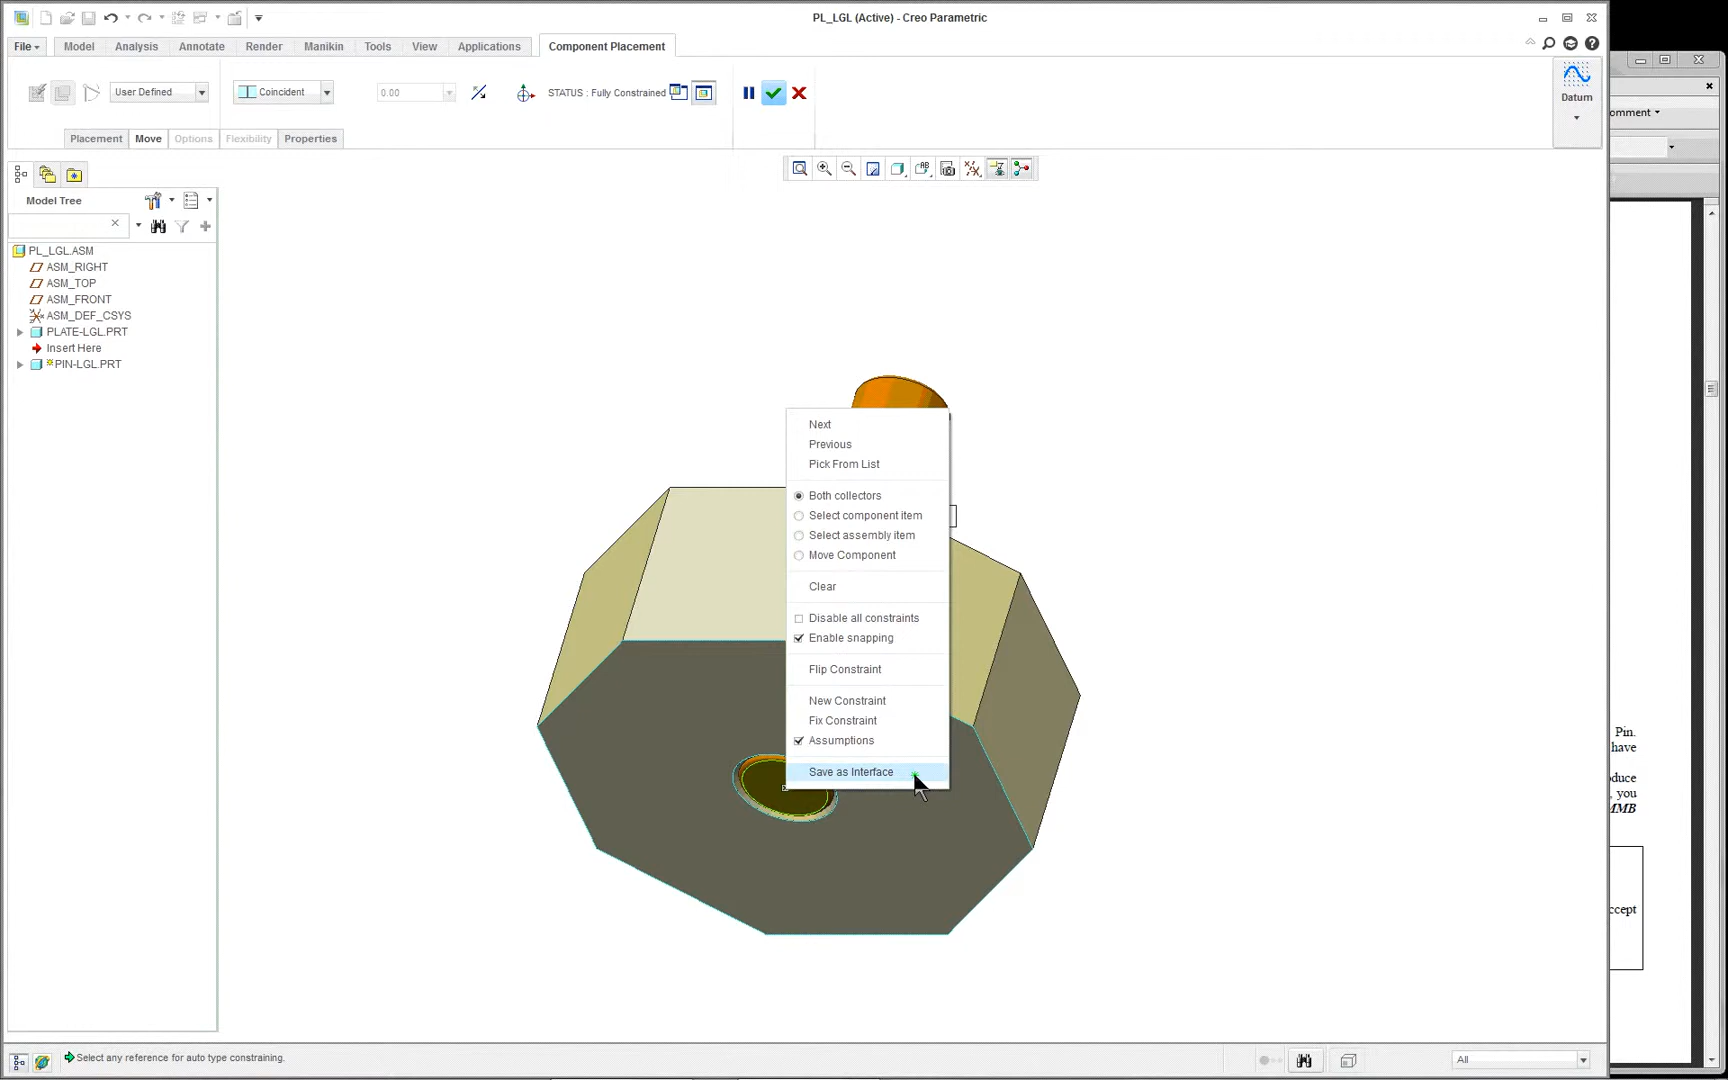 PL_LGL (Active) - Creo Parametric
File
Model
Analysis
Annotate
Render
Manikin
Tools
View
Applications
Component Placement
User Defined
Coincident
0.00
STATUS : Fully Constrained
Datum
Placement
Move
Options
Flexibility
Properties
omment
Model Tree
PL_LGL.ASM
ASM_RIGHT
ASM_TOP
ASM_FRONT
ASM_DEF_CSYS
PLATE-LGL.PRT
Insert Here
PIN-LGL.PRT
Next
Previous
Pick From List
Both collectors
Select component item
Select assembly item
Move Component
Clear
Disable all constraints
Enable snapping
Flip Constraint
New Constraint
Fix Constraint
Assumptions
Save as Interface
Pin.
have
oduce
, you
MMB
ccept
Select any reference for auto type constraining.
All